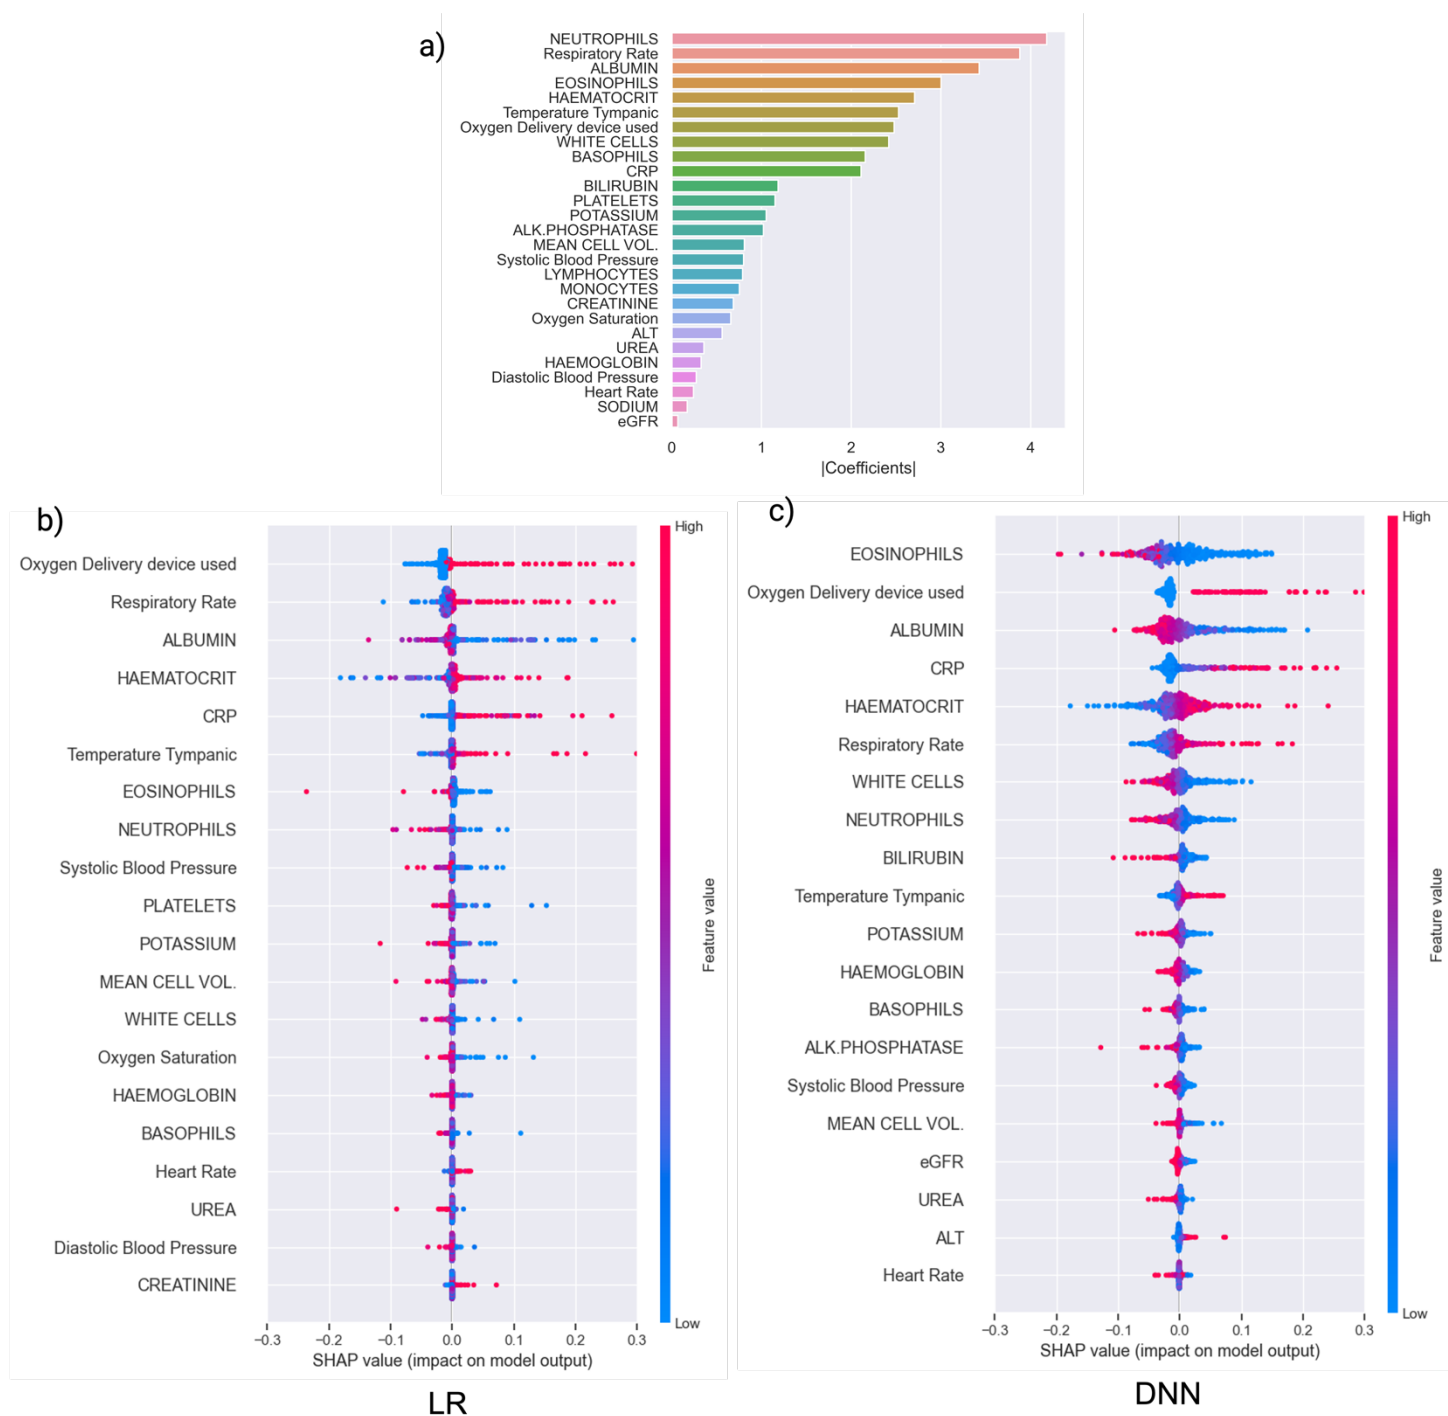 a)
NEUTROPHILS
Respiratory Rate
ALBUMIN
EOSINOPHILS
HAEMATOCRIT
Temperature Tympanic
Oxygen Delivery device used
WHITE CELLS
BASOPHILS
CRP
BILIRUBIN
PLATELETS
POTASSIUM
ALK.PHOSPHATASE
MEAN CELL VOL.
Systolic Blood Pressure
LYMPHOCYTES
MONOCYTES
CREATININE
Oxygen Saturation
ALT
UREA
HAEMOGLOBIN
Diastolic Blood Pressure
Heart Rate
SODIUM
eGFR
0 1 2 3 4
|Coefficients|
b)
High
Oxygen Delivery device used
Respiratory Rate
ALBUMIN
HAEMATOCRIT
CRP
Temperature Tympanic
EOSINOPHILS
NEUTROPHILS
Systolic Blood Pressure
PLATELETS
POTASSIUM
MEAN CELL VOL.
WHITE CELLS
Oxygen Saturation
HAEMOGLOBIN
BASOPHILS
Heart Rate
UREA
Diastolic Blood Pressure
CREATININE
Low
Feature value
−0.3 −0.2 −0.1 0.0 0.1 0.2 0.3
SHAP value (impact on model output)
LR
c)
High
EOSINOPHILS
Oxygen Delivery device used
ALBUMIN
CRP
HAEMATOCRIT
Respiratory Rate
WHITE CELLS
NEUTROPHILS
BILIRUBIN
Temperature Tympanic
POTASSIUM
HAEMOGLOBIN
BASOPHILS
ALK.PHOSPHATASE
Systolic Blood Pressure
MEAN CELL VOL.
eGFR
UREA
ALT
Heart Rate
Low
Feature value
−0.3 −0.2 −0.1 0.0 0.1 0.2 0.3
SHAP value (impact on model output)
DNN